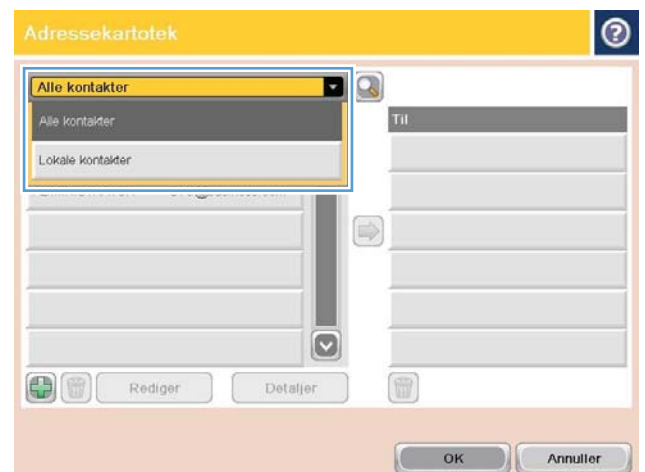 Adressekartotek
Alle kontakter
Alle kontakter
Til
Lokale kontakter
Rediger
Detaljer
OK
Annuller